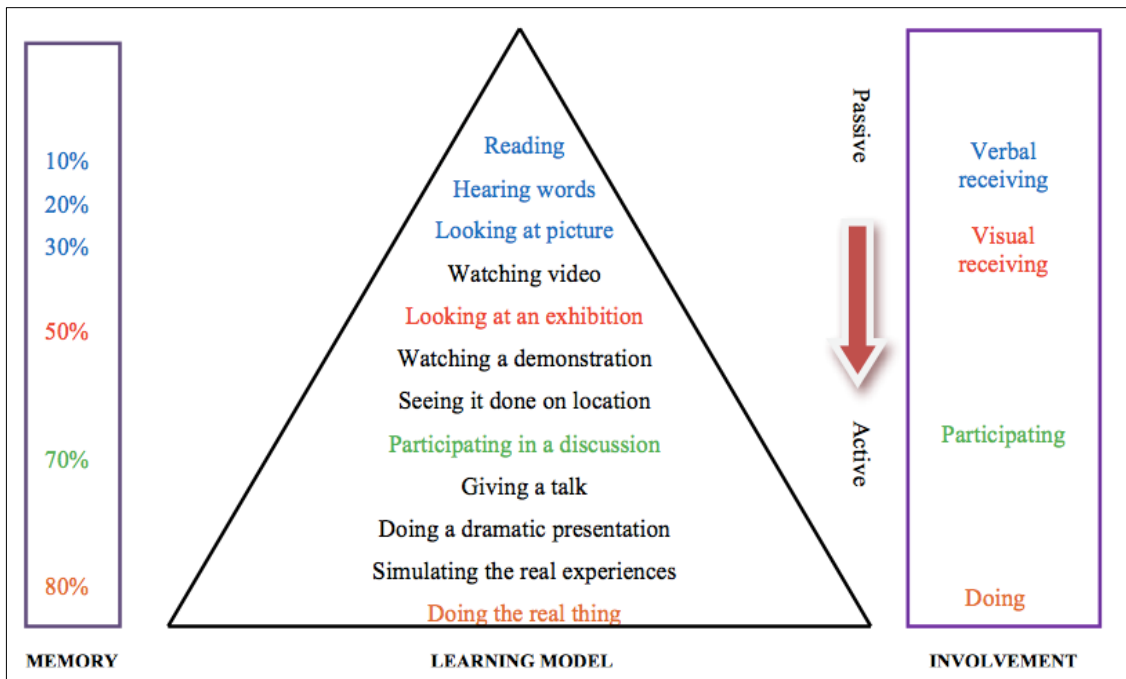 10%
20%
30%
50%
70%
80%
MEMORY
Reading
Hearing words
Looking at picture
Watching video
Looking at an exhibition
Watching a demonstration
Seeing it done on location
Participating in a discussion
Giving a talk
Doing a dramatic presentation
Simulating the real experiences
Doing the real thing
LEARNING MODEL
Passive
Active
Verbal
receiving
Visual
receiving
Participating
Doing
INVOLVEMENT